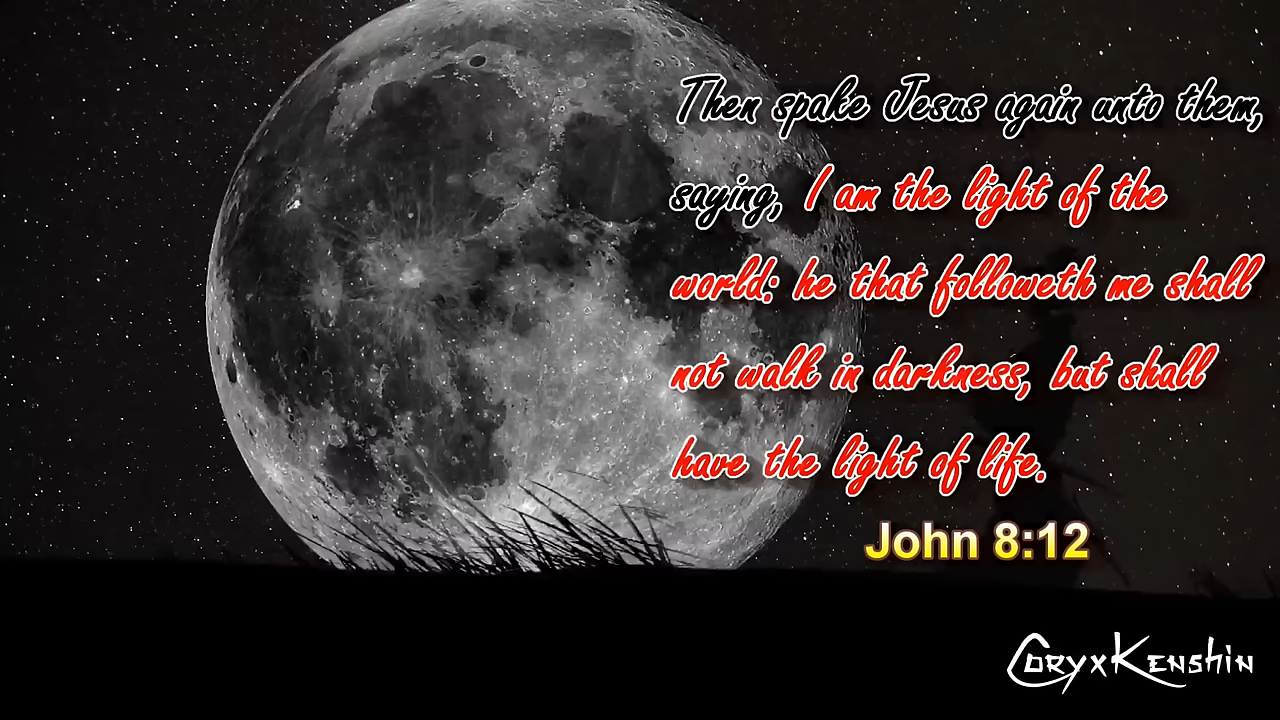 Then spake Jesus again unto them,
saying, I am the light of the
world: he that followeth me shall
not walk in darkness, but shall
have the light of life.
John 8:12
CoryxKenshin